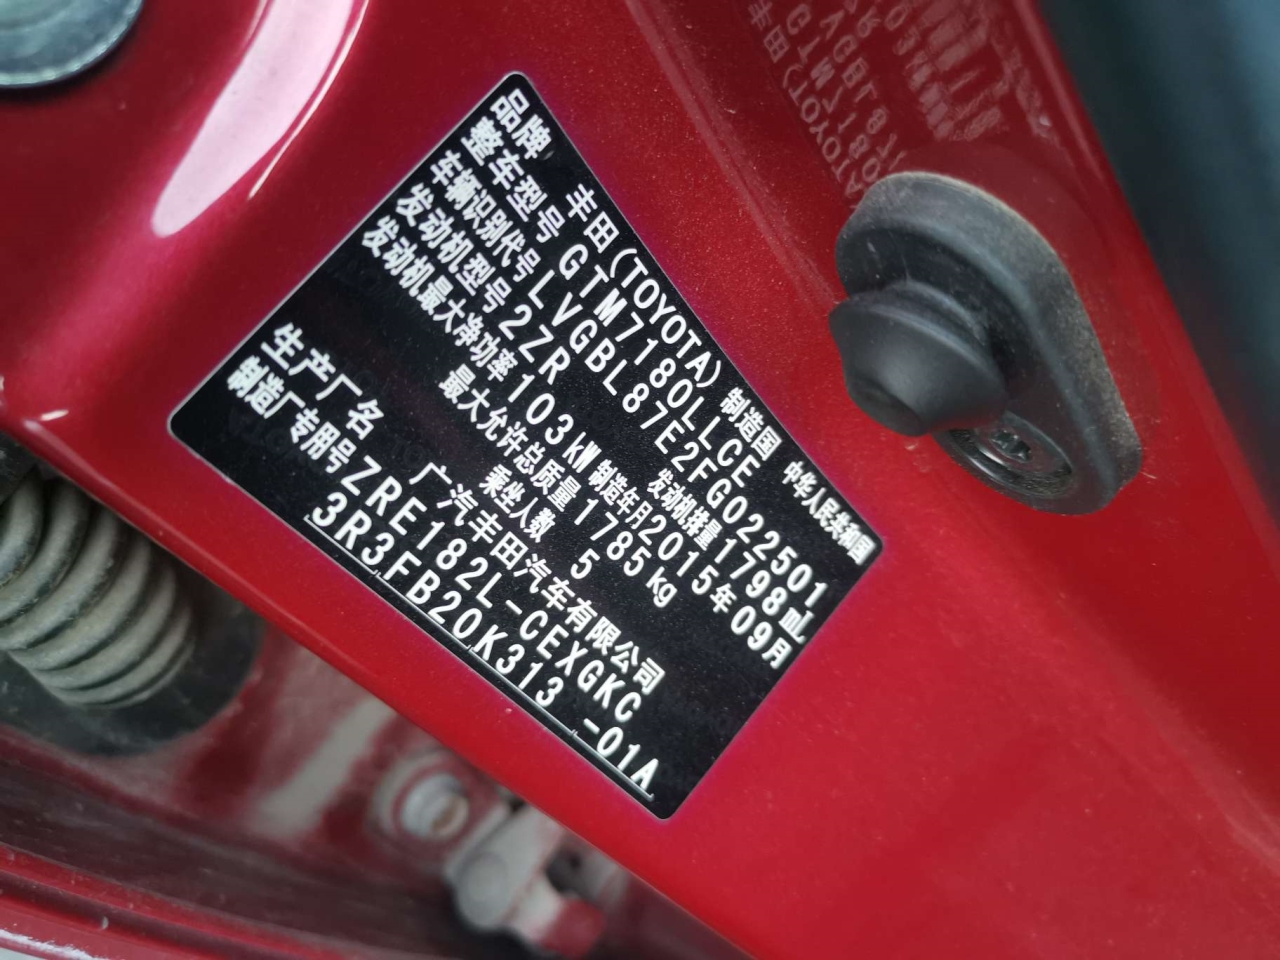 品牌 丰田(TOYOTA) 制造国 中华人民共和国
整车型号 GTM7180LLCE
车辆识别代号 LVGBL87E2FG022501
发动机型号 2ZR 发动机排量 1798mL
发动机最大净功率 103kW 制造年月 2015年09月
最大允许总质量 1785kg
乘坐人数 5
生产厂名 广汽丰田汽车有限公司
制造厂专用号 ZRE182L-CEXGKC
3R3FB20K313 -01A